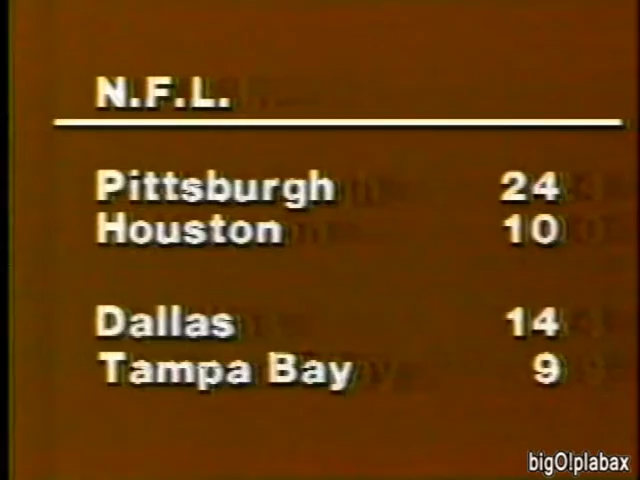 N.F.L.
Pittsburgh 24
Houston 10
Dallas 14
Tampa Bay 9
bigO!plabax